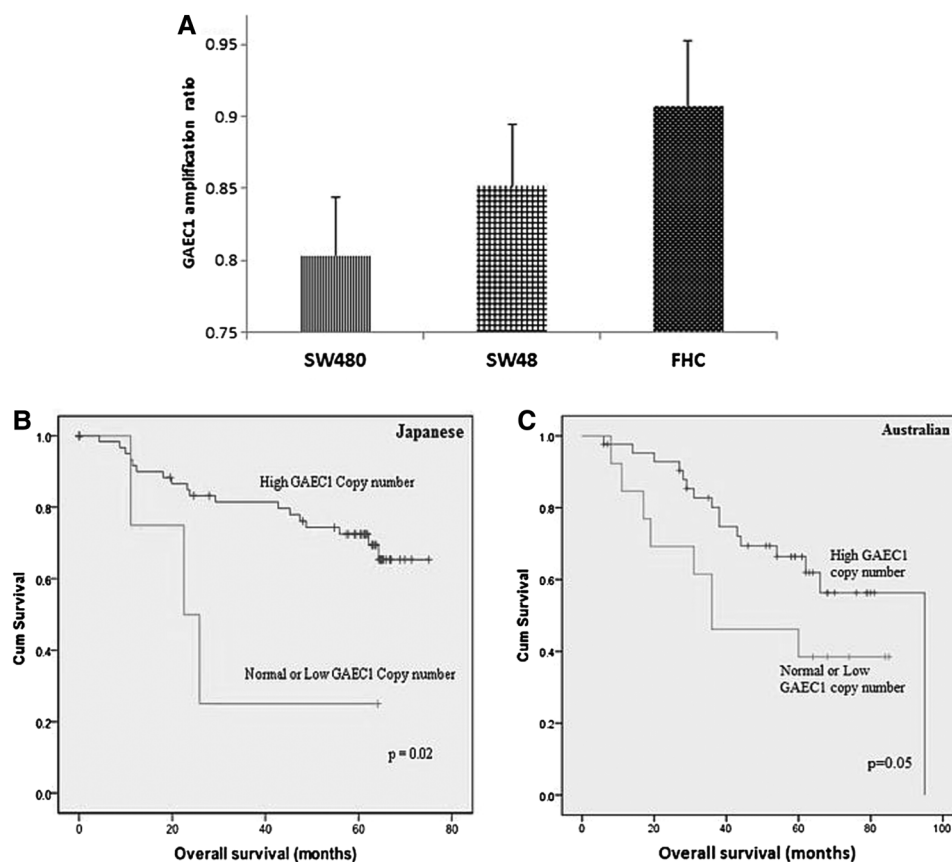 A
GAEC1 amplification ratio
0.95
0.9
0.85
0.8
0.75
SW480
SW48
FHC
B
Japanese
Cum Survival
1.0
0.8
0.6
0.4
0.2
0.0
High GAEC1 Copy number
Normal or Low GAEC1 Copy number
p = 0.02
0
20
40
60
80
Overall survival (months)
C
Australian
Cum Survival
1.0
0.8
0.6
0.4
0.2
0.0
High GAEC1
copy number
Normal or Low
GAEC1 copy number
p=0.05
0
20
40
60
80
100
Overall survival (months)